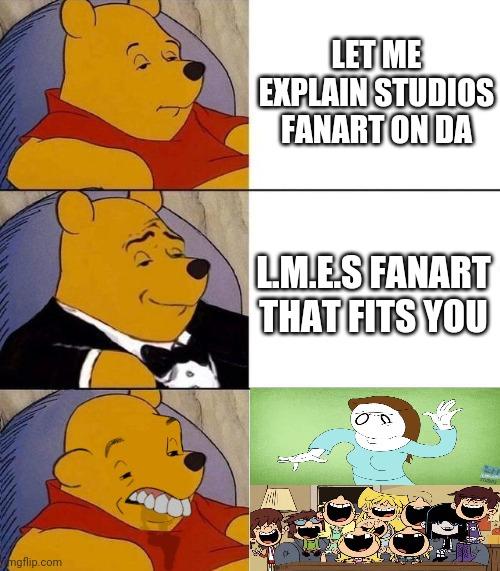 LET ME
EXPLAIN STUDIOS
FANART ON DA
L.M.E.S FANART
THAT FITS YOU
imgflip.com